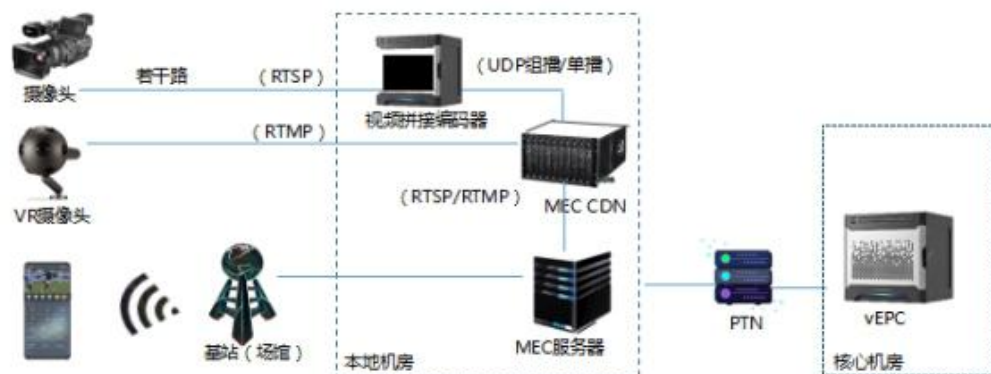 摄像头
若干路
（RTSP）
（UDP组播/单播）
视频拼接编码器
（RTMP）
VR摄像头
（RTSP/RTMP）
MEC CDN
基站（场馆）
本地机房
MEC服务器
PTN
vEPC
核心机房